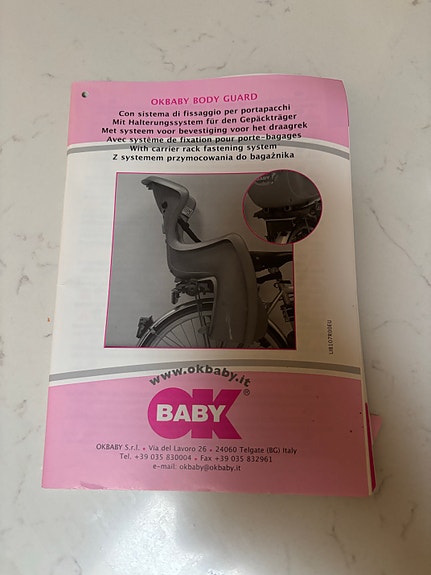 OKBABY BODY GUARD
Con sistema di fissaggio per portapacchi
Mit Halterungssystem für den Gepäckträger
Met systeem voor bevestiging voor het draagrek
Avec système de fixation pour porte-bagages
With carrier rack fastening system
Z systemem przymocowania do bagażnika
www.okbaby.it
OK
BABY
®
OKBABY S.r.l. • Via del Lavoro 26 • 24060 Telgate (BG) Italy
Tel. +39 035 830004 • Fax +39 035 832961
e-mail: okbaby@okbaby.it